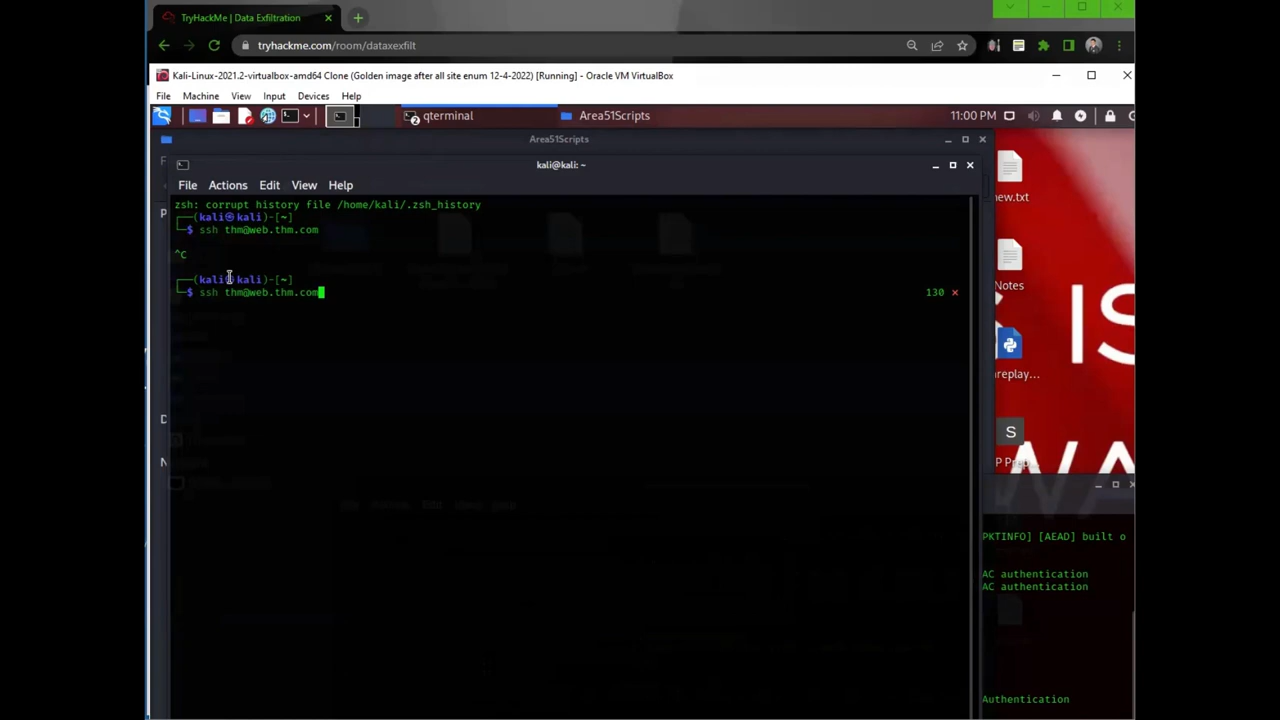 TryHackMe | Data Exfiltration
tryhackme.com/room/dataxexfilt
Kali-Linux-2021.2-virtualbox-amd64 Clone (Golden image after all site enum 12-4-2022) [Running] - Oracle VM VirtualBox
File Machine View Input Devices Help
qterminal Area51Scripts 11:00 PM
Area51Scripts
kali@kali: ~
File Actions Edit View Help
zsh: corrupt history file /home/kali/.zsh_history
┌──(kali㉿kali)-[~]
└─$ ssh thm@web.thm.com
^C
┌──(kali㉿kali)-[~]
└─$ ssh thm@web.thm.com 130 ⨯
new.txt
Notes
IS
areplay...
S
WA
PKTINFO] [AEAD] built o
AC authentication
AC authentication
Authentication